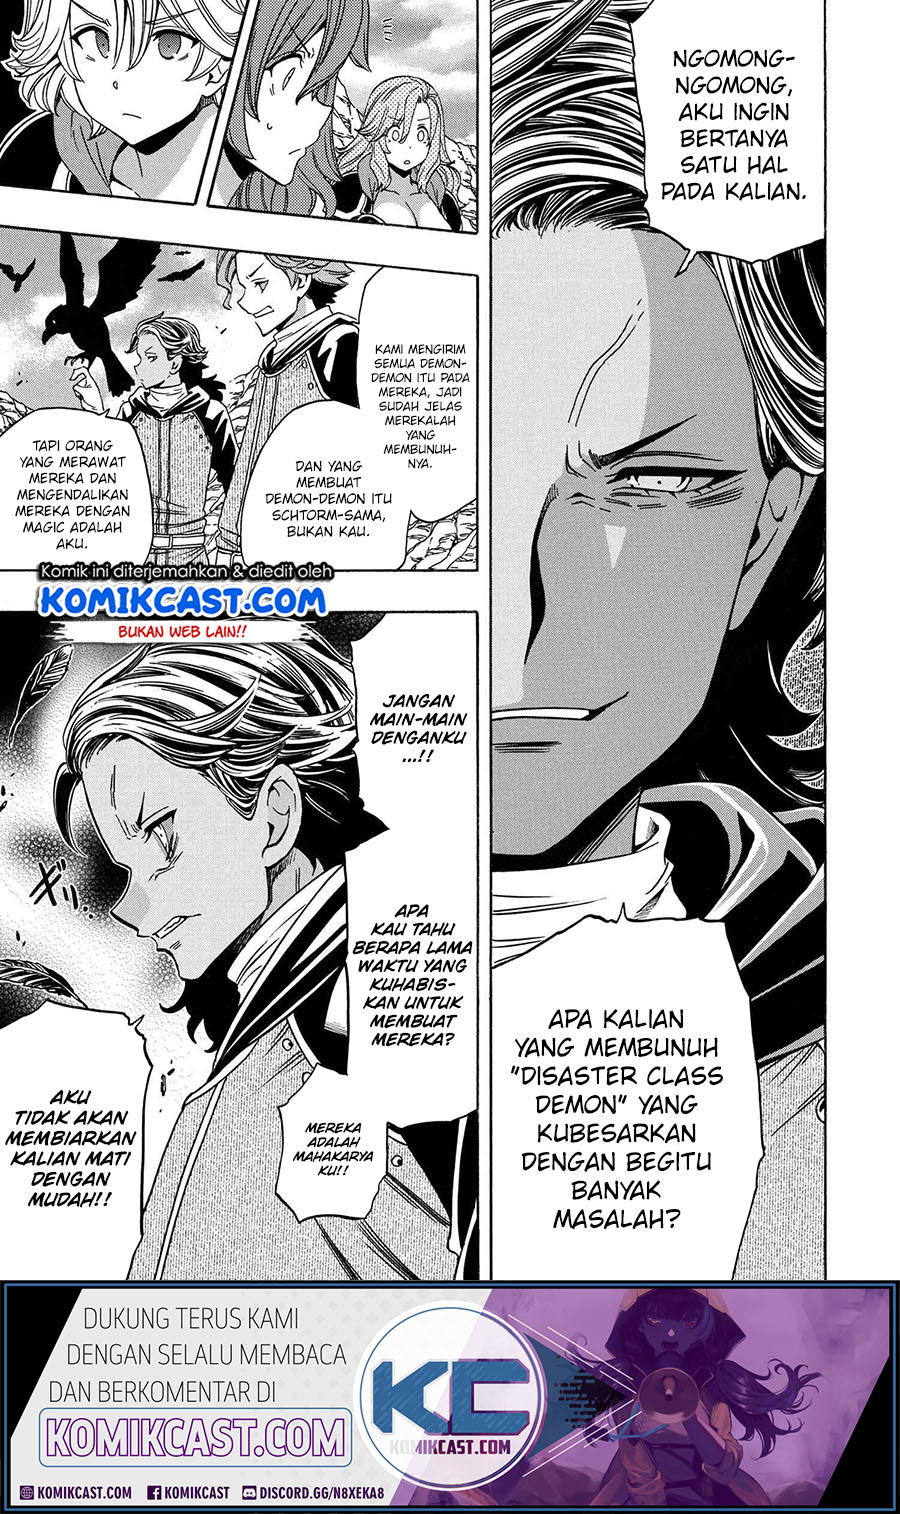 NGOMONG-
NGOMONG,
AKU INGIN
BERTANYA
SATU HAL
PADA KALIAN.
APA KALIAN
YANG MEMBUNUH
"DISASTER CLASS
DEMON" YANG
KUBESARKAN
DENGAN BEGITU
BANYAK
MASALAH?
KAMI MENGIRIM
SEMUA DEMON-
DEMON ITU PADA
MEREKA, JADI
SUDAH JELAS
MEREKALAH
YANG
MEMBUNUH-
NYA.
DAN YANG
MEMBUAT
DEMON-DEMON ITU
SCHTORM-SAMA,
BUKAN KAU.
TAPI ORANG
YANG MERAWAT
MEREKA DAN
MENGENDALIKAN
MEREKA DENGAN
MAGIC ADALAH
AKU.
Komik ini diterjemahkan & diedit oleh
KOMIKCAST.COM
BUKAN WEB LAIN!!
JANGAN
MAIN-MAIN
DENGANKU
...!!
APA
KAU TAHU
BERAPA LAMA
WAKTU YANG
KUHABIS-
KAN UNTUK
MEMBUAT
MEREKA?
MEREKA
ADALAH
MAHAKARYA
KU!!
ギリ
AKU
TIDAK AKAN
MEMBIARKAN
KALIAN MATI
DENGAN
MUDAH!!
DUKUNG TERUS KAMI
DENGAN SELALU MEMBACA
DAN BERKOMENTAR DI
KOMIKCAST.COM
KC
KOMIKCAST.COM
KOMIKCAST.COM KOMIKCAST DISCORD.GG/N8XEKA8